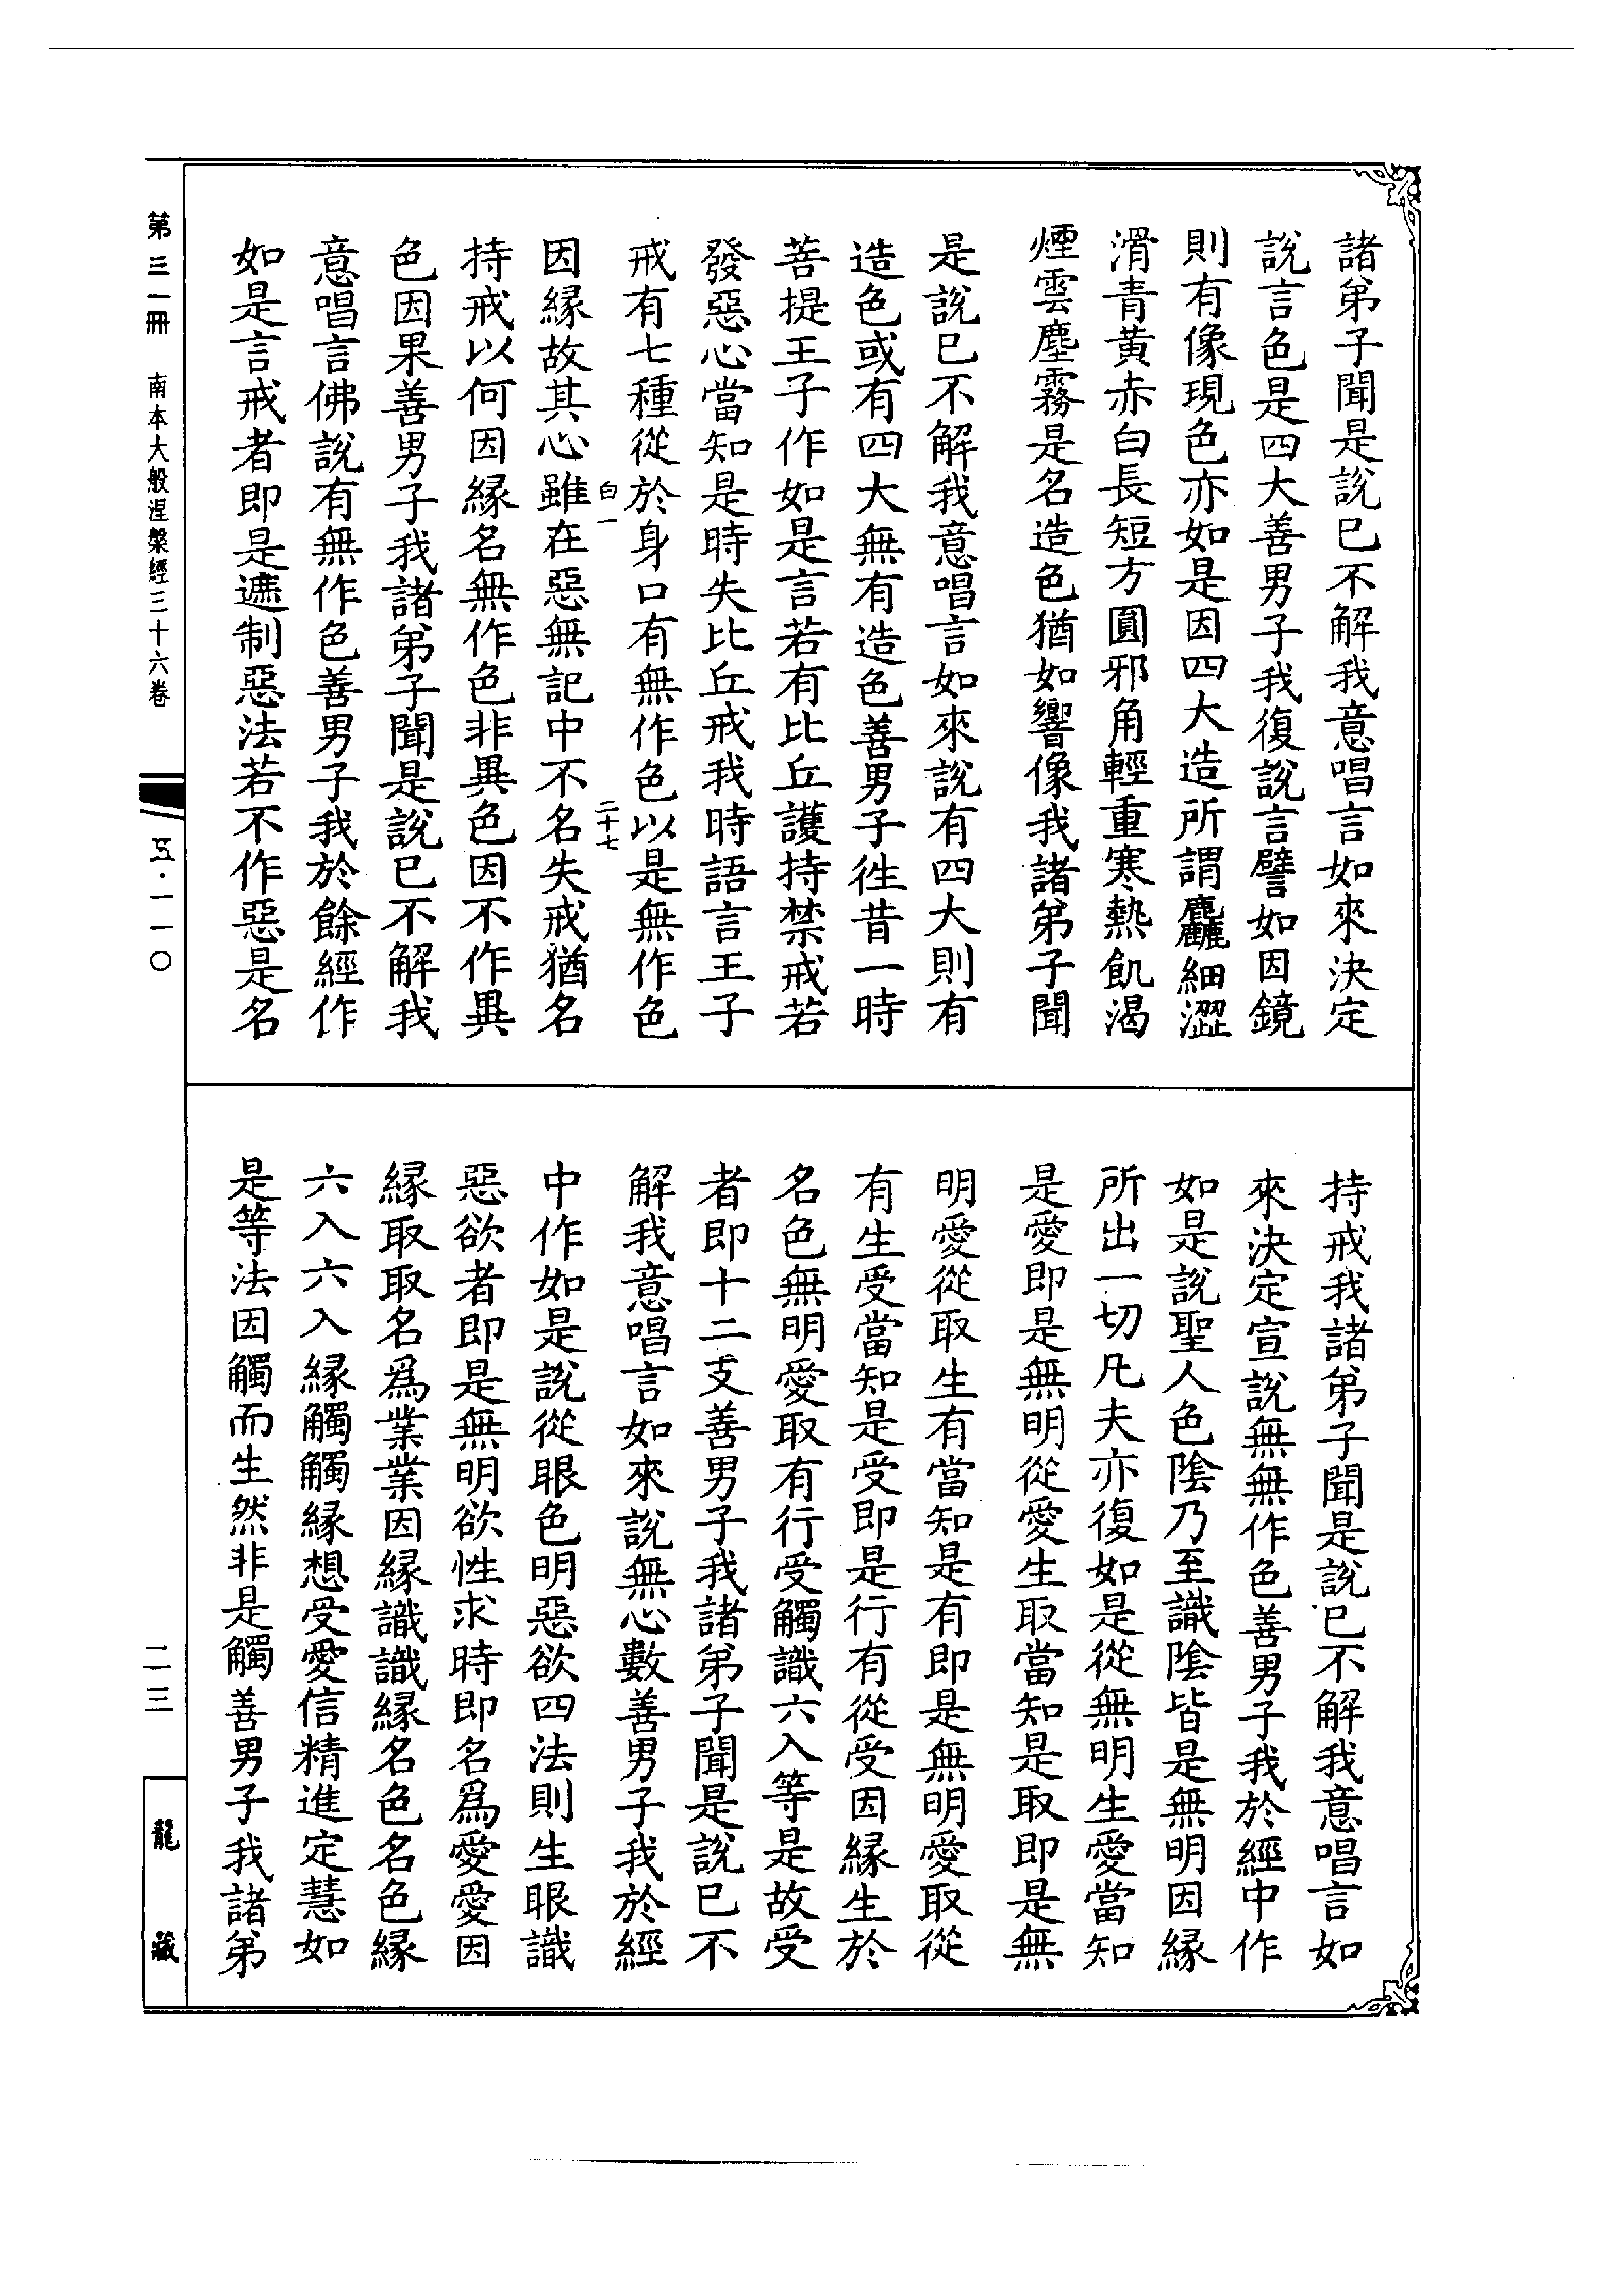 諸弟子聞是說已不解我意唱言如來決定
說言色是四大善男子我復說言譬如因鏡
則有像現色亦如是因四大造所謂麤細澀
滑青黃赤白長短方圓邪角輕重寒熱飢渴
煙雲塵霧是名造色猶如響像我諸弟子聞
是說已不解我意唱言如來說有四大則有
造色或有四大無有造色善男子徃昔一時
菩提王子作如是言若有比丘護持禁戒若
發惡心當知是時失比丘戒我時語言王子
戒有七種從於身口有無作色以是無作色
白一
二十七
因緣故其心雖在惡無記中不名失戒猶名
持戒以何因緣名無作色非異色因不作異
色因果善男子我諸弟子聞是說已不解我
意唱言佛說有無作色善男子我於餘經作
如是言戒者即是遮制惡法若不作惡是名
持戒我諸弟子聞是說已不解我意唱言如
來決定宣說無無作色善男子我於經中作
如是說聖人色陰乃至識陰皆是無明因緣
所出一切凡夫亦復如是從無明生愛當知
是愛即是無明從愛生取當知是取即是無
明愛從取生有當知是有即是無明愛取從
有生受當知是受即是行有從受因緣生於
名色無明愛取有行受觸識六入等是故受
者即十二支善男子我諸弟子聞是說已不
解我意唱言如來說無心數善男子我於經
中作如是說從眼色明惡欲四法則生眼識
惡欲者即是無明欲性求時即名爲愛愛因
緣取取名爲業業因緣識識緣名色名色緣
六入六入緣觸觸緣想受愛信精進定慧如
是等法因觸而生然非是觸善男子我諸弟
第三一冊
南本大般涅槃經三十六卷
五·一一〇
二一三
龍藏